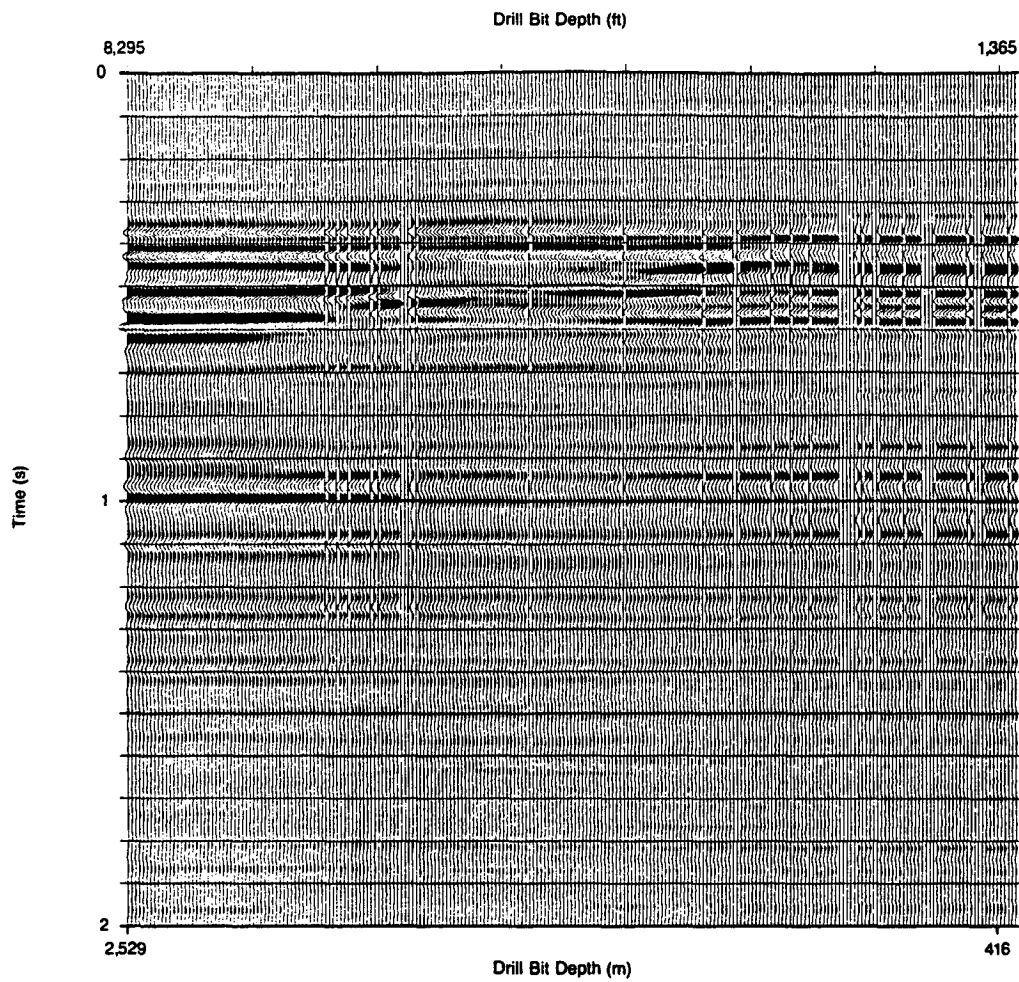 Drill Bit Depth (ft)
8,295 1,365
0
Time (s)
1
2
2,529 416
Drill Bit Depth (m)